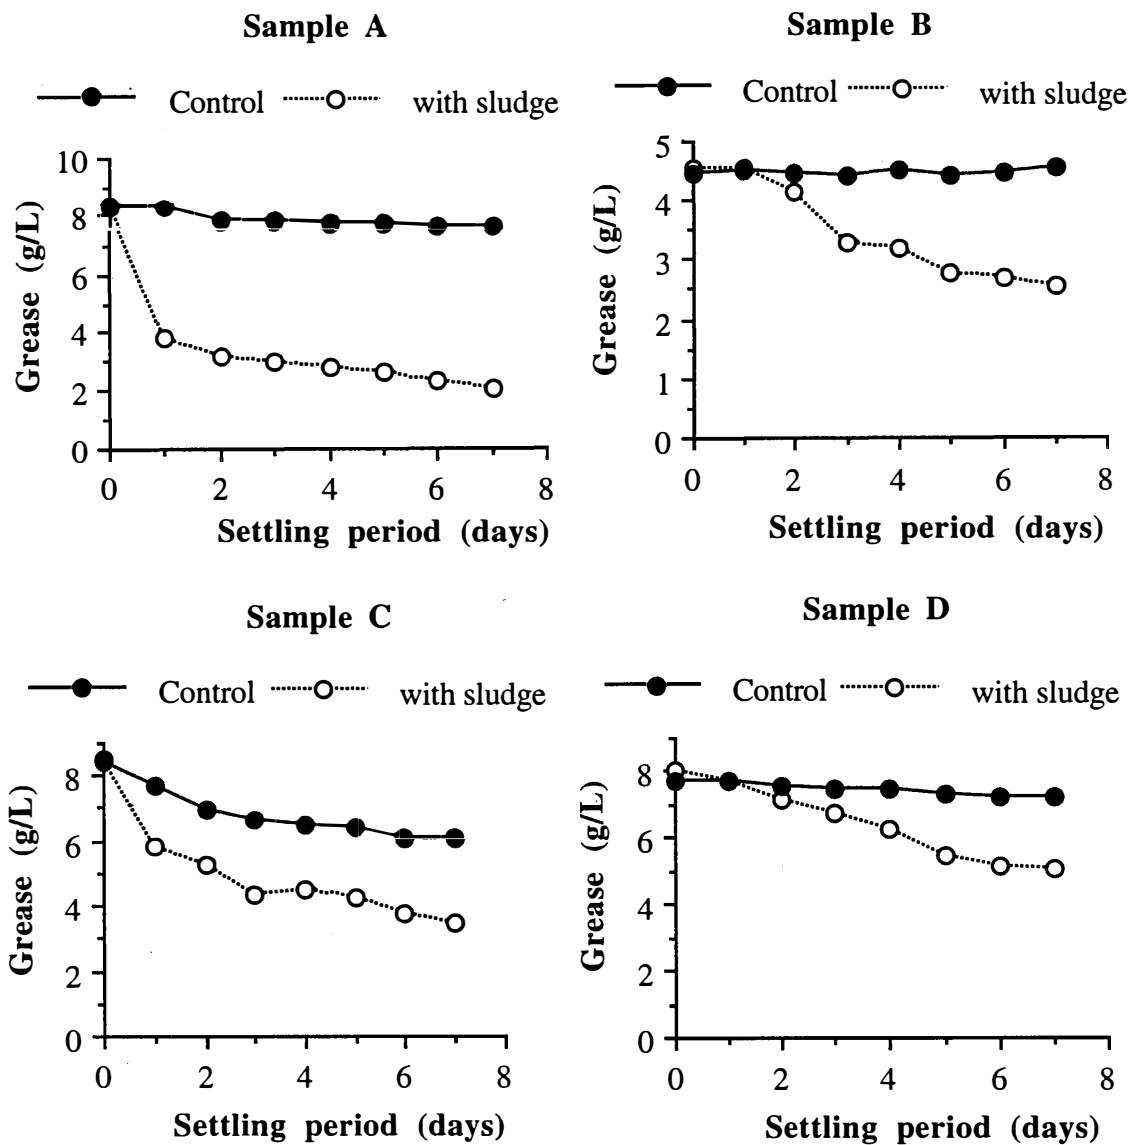 Sample A
Control with sludge
Grease (g/L)
10
8
6
4
2
0
0 2 4 6 8
Settling period (days)
Sample B
Control with sludge
Grease (g/L)
5
4
3
2
1
0
0 2 4 6 8
Settling period (days)
Sample C
Control with sludge
Grease (g/L)
8
6
4
2
0
0 2 4 6 8
Settling period (days)
Sample D
Control with sludge
Grease (g/L)
8
6
4
2
0
0 2 4 6 8
Settling period (days)